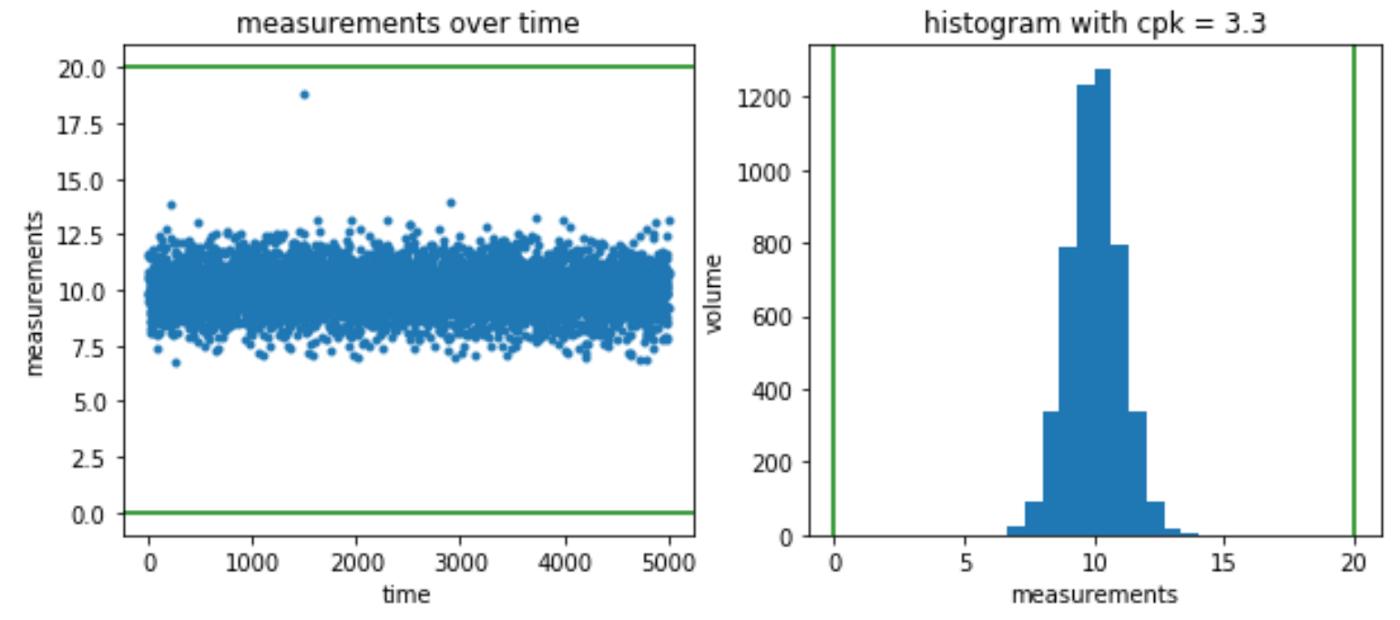 measurements over time
measurements
20.0
17.5
15.0
12.5
10.0
7.5
5.0
2.5
0.0
0 1000 2000 3000 4000 5000
time
histogram with cpk = 3.3
volume
1200
1000
800
600
400
200
0
0 5 10 15 20
measurements